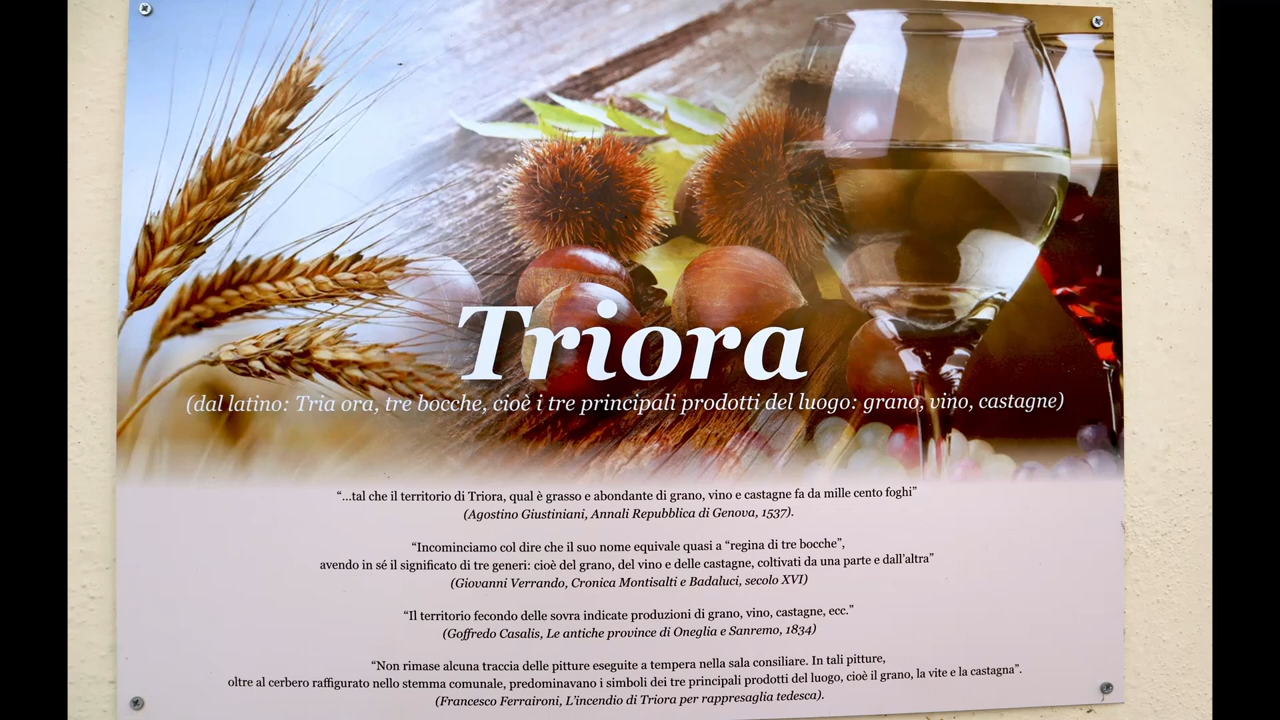 Triora
(dal latino: Tria ora, tre bocche, cioè i tre principali prodotti del luogo: grano, vino, castagne)
“...tal che il territorio di Triora, qual è grasso e abondante di grano, vino e castagne fa da mille cento foghi”
(Agostino Giustiniani, Annali Repubblica di Genova, 1537).
“Incominciamo col dire che il suo nome equivale quasi a “regina di tre bocche”,
avendo in sé il significato di tre generi: cioè del grano, del vino e delle castagne, coltivati da una parte e dall’altra”
(Giovanni Verrando, Cronica Montisalti e Badaluci, secolo XVI)
“Il territorio fecondo delle sovra indicate produzioni di grano, vino, castagne, ecc.”
(Goffredo Casalis, Le antiche province di Oneglia e Sanremo, 1834)
“Non rimase alcuna traccia delle pitture eseguite a tempera nella sala consiliare. In tali pitture,
oltre al cerbero raffigurato nello stemma comunale, predominavano i simboli dei tre principali prodotti del luogo, cioè il grano, la vite e la castagna”.
(Francesco Ferraironi, L’incendio di Triora per rappresaglia tedesca).